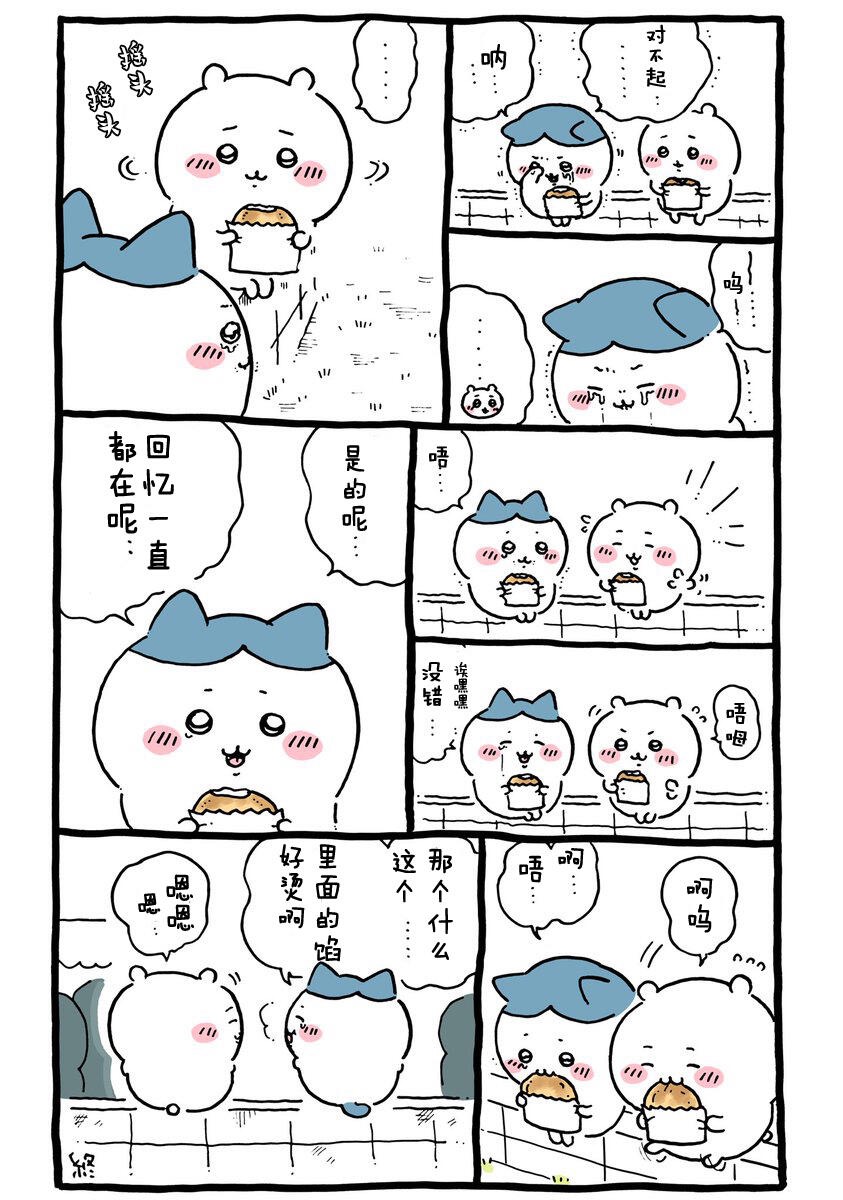 对不起…
……
呐
…………
摇头
摇头
呜…
………
唔…
唔呣
诶嘿嘿
没错…
是的呢…
回忆一直
都在呢…
啊呜
啊…
唔…
那个什么
这个……
里面的馅
好烫啊
嗯嗯
嗯…
終